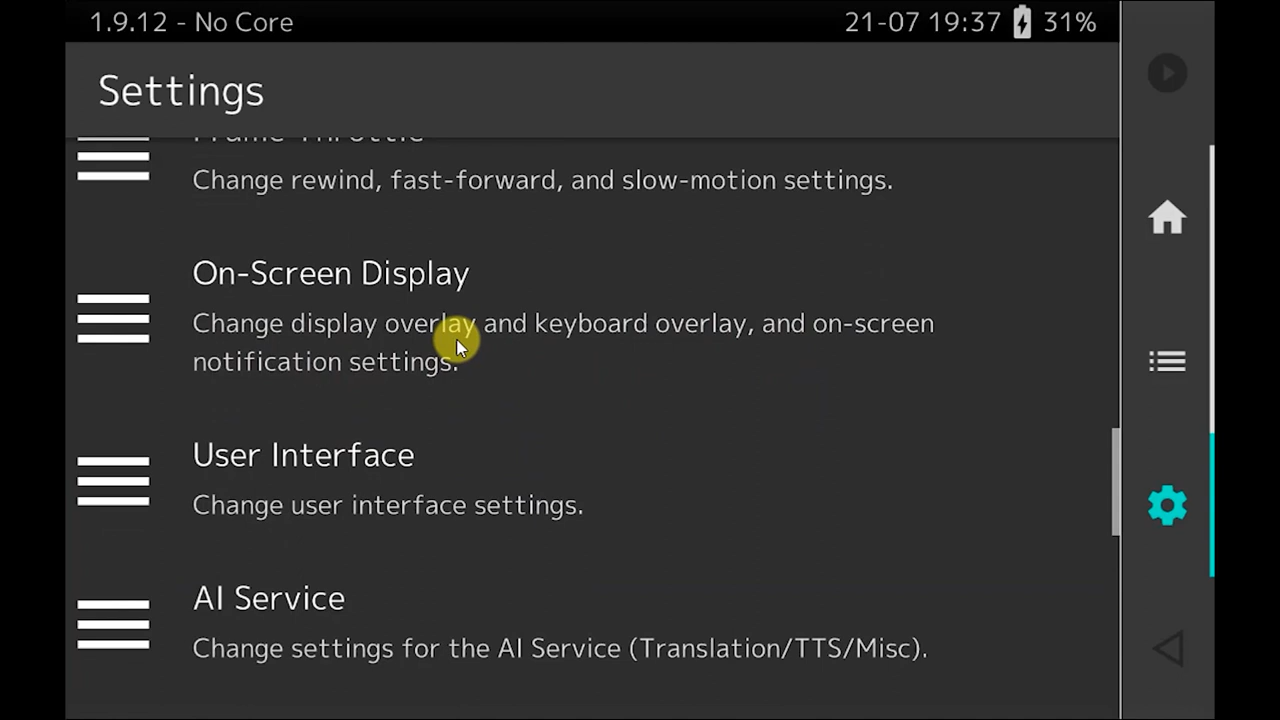 1.9.12 - No Core
21-07 19:37 31%
Settings
Frame Throttle
Change rewind, fast-forward, and slow-motion settings.
On-Screen Display
Change display overlay and keyboard overlay, and on-screen
notification settings.
User Interface
Change user interface settings.
AI Service
Change settings for the AI Service (Translation/TTS/Misc).